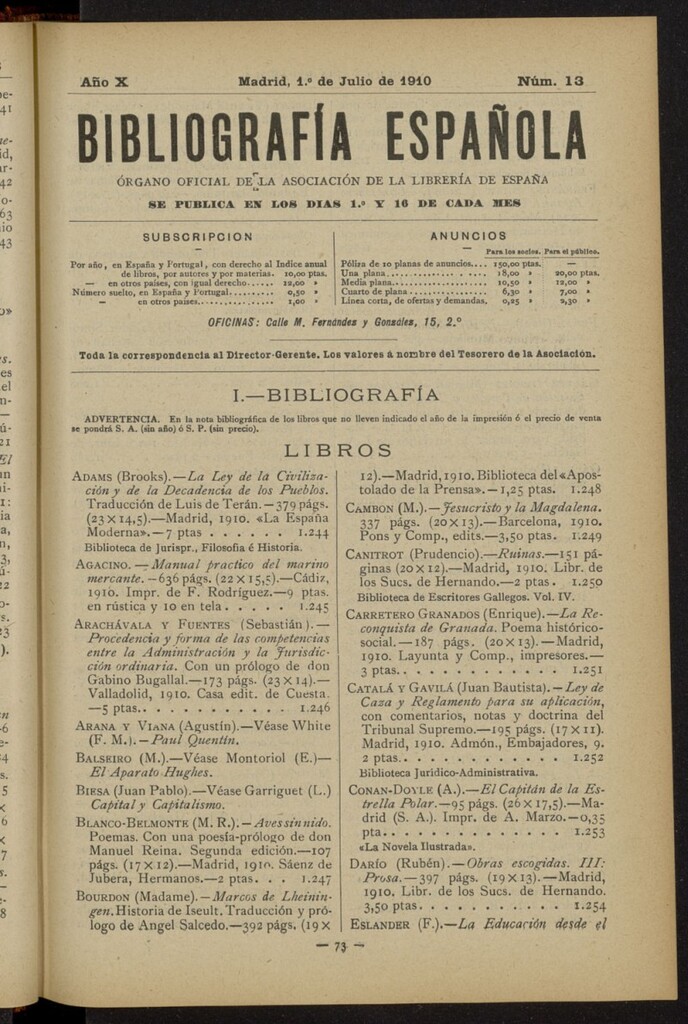 Año X
Madrid, 1.º de Julio de 1910
Núm. 13
BIBLIOGRAFÍA ESPAÑOLA
ÓRGANO OFICIAL DE LA ASOCIACIÓN DE LA LIBRERÍA DE ESPAÑA
SE PUBLICA EN LOS DIAS 1.º Y 16 DE CADA MES
SUBSCRIPCION
Por año, en España y Portugal, con derecho al Indice anual
de libros, por autores y por materias. 10,00 ptas.
— en otros países, con igual derecho...... 12,00 »
Número suelto, en España y Portugal......... 0,50 »
— en otros países............... 1,00 »
ANUNCIOS
Para los socios. Para el público.
Póliza de 10 planas de anuncios.... 150,00 ptas. —
Una plana................... 18,00 » 20,00 ptas.
Media plana.................. 10,50 » 12,00 »
Cuarto de plana............... 6,30 » 7,00 »
Linea corta, de ofertas y demandas. 0,25 » 2,30 »
OFICINAS: Calle M. Fernández y González, 15, 2.º
Toda la correspondencia al Director-Gerente. Los valores á nombre del Tesorero de la Asociación.
I.—BIBLIOGRAFÍA
ADVERTENCIA. En la nota bibliográfica de los libros que no lleven indicado el año de la impresión ó el precio de venta
se pondrá S. A. (sin año) ó S. P. (sin precio).
LIBROS
ADAMS (Brooks).—La Ley de la Civiliza-
ción y de la Decadencia de los Pueblos.
Traducción de Luis de Terán.—379 págs.
(23 X 14,5).—Madrid, 1910. «La España
Moderna».—7 ptas . . . . . . 1.244
Biblioteca de Jurispr., Filosofía é Historia.
AGACINO.—Manual practico del marino
mercante.—636 págs. (22 X 15,5).—Cádiz,
1910. Impr. de F. Rodríguez.—9 ptas.
en rústica y 10 en tela . . . . . 1.245
ARACHÁVALA Y FUENTES (Sebastián).—
Procedencia y forma de las competencias
entre la Administración y la Jurisdic-
ción ordinaria. Con un prólogo de don
Gabino Bugallal.—173 págs. (23 X 14).—
Valladolid, 1910. Casa edit. de Cuesta.
—5 ptas. . . . . . . . . . . . 1.246
ARANA Y VIANA (Agustín).—Véase White
(F. M.).—Paul Quentin.
BALSEIRO (M.).—Véase Montoriol (E.)—
El Aparato Hughes.
BIESA (Juan Pablo).—Véase Garriguet (L.)
Capital y Capitalismo.
BLANCO-BELMONTE (M. R.).—Aves sin nido.
Poemas. Con una poesía-prólogo de don
Manuel Reina. Segunda edición.—107
págs. (17 X 12).—Madrid, 1910. Sáenz de
Jubera, Hermanos.—2 ptas . . . 1.247
BOURDON (Madame).—Marcos de Lheinin-
gen. Historia de Iseult. Traducción y pró-
logo de Angel Salcedo.—392 págs. (19 X
12).—Madrid, 1910. Biblioteca del «Apos-
tolado de la Prensa».—1,25 ptas. 1.248
CAMBON (M.).—Jesucristo y la Magdalena.
337 págs. (20 X 13).—Barcelona, 1910.
Pons y Comp., edits.—3,50 ptas. 1.249
CANITROT (Prudencio).—Ruinas.—151 pá-
ginas (20 X 12).—Madrid, 1910. Libr. de
los Sucs. de Hernando.—2 ptas. 1.250
Biblioteca de Escritores Gallegos. Vol. IV.
CARRETERO GRANADOS (Enrique).—La Re-
conquista de Granada. Poema histórico-
social.—187 págs. (20 X 13).—Madrid,
1910. Layunta y Comp., impresores.—
3 ptas. . . . . . . . . . . . 1.251
CATALÁ Y GAVILÁ (Juan Bautista).—Ley de
Caza y Reglamento para su aplicación,
con comentarios, notas y doctrina del
Tribunal Supremo.—195 págs. (17 X 11).
Madrid, 1910. Admón., Embajadores, 9.
2 ptas. . . . . . . . . . . . 1.252
Biblioteca Juridico-Administrativa.
CONAN-DOYLE (A.).—El Capitán de la Es-
trella Polar.—95 págs. (26 X 17,5).—Ma-
drid (S. A.). Impr. de A. Marzo.—0,35
pta. . . . . . . . . . . . . 1.253
«La Novela Ilustrada».
DARÍO (Rubén).—Obras escogidas. III:
Prosa.—397 págs. (19 X 13).—Madrid,
1910. Libr. de los Sucs. de Hernando.
3,50 ptas. . . . . . . . . . . 1.254
ESLANDER (F.).—La Educación desde el
— 73 —